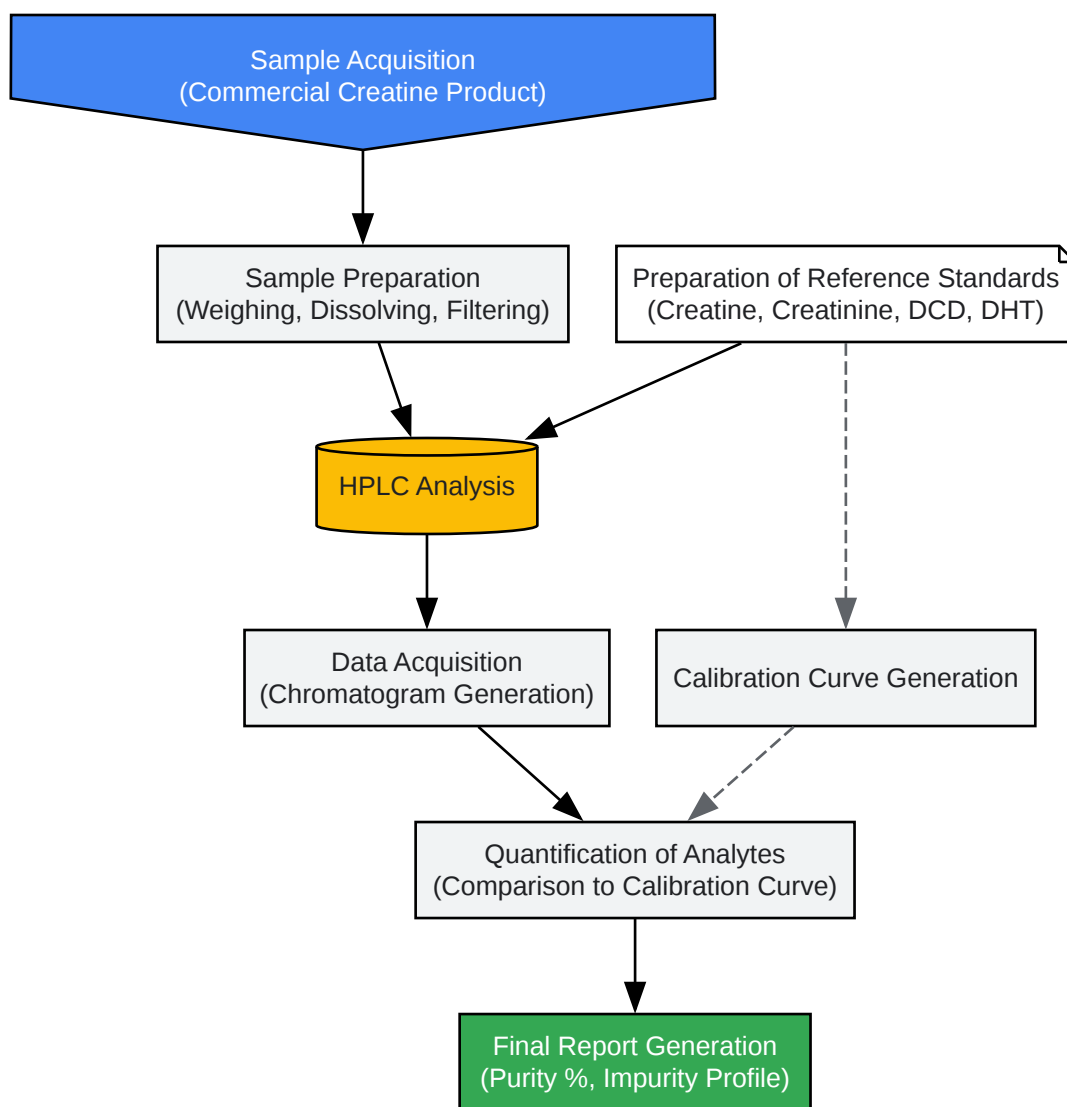 Sample Acquisition
(Commercial Creatine Product)
Sample Preparation
(Weighing, Dissolving, Filtering)
Preparation of Reference Standards
(Creatine, Creatinine, DCD, DHT)
HPLC Analysis
Data Acquisition
(Chromatogram Generation)
Calibration Curve Generation
Quantification of Analytes
(Comparison to Calibration Curve)
Final Report Generation
(Purity %, Impurity Profile)